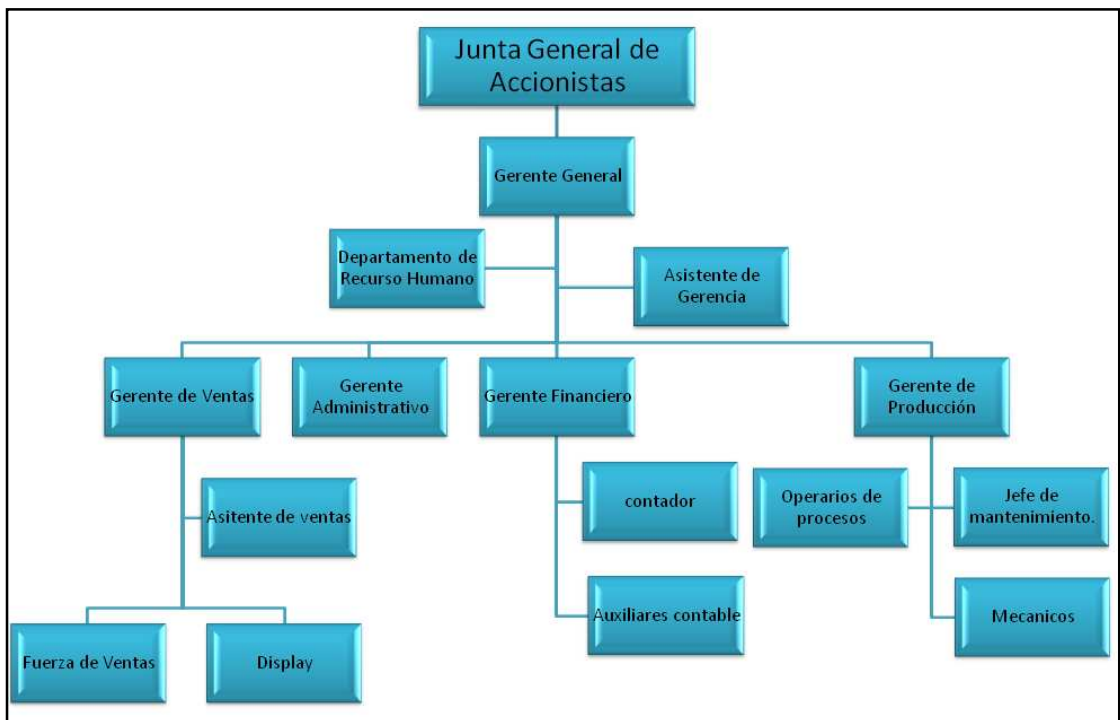 Junta General de
Accionistas
Gerente General
Departamento de
Recurso Humano
Asistente de
Gerencia
Gerente de Ventas
Gerente
Administrativo
Gerente Financiero
Gerente de
Producción
Asitente de ventas
contador
Operarios de
procesos
Jefe de
mantenimiento.
Fuerza de Ventas
Display
Auxiliares contable
Mecanicos